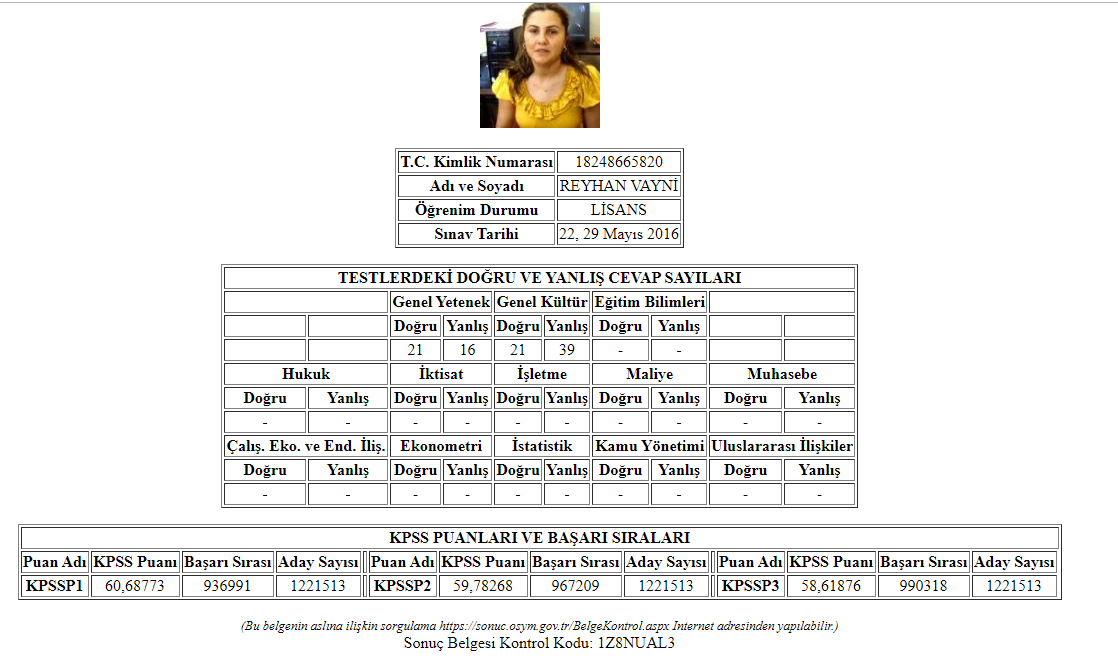 T.C. Kimlik Numarası 18248665820
Adı ve Soyadı REYHAN VAYNİ
Öğrenim Durumu LİSANS
Sınav Tarihi 22, 29 Mayıs 2016
TESTLERDEKİ DOĞRU VE YANLIŞ CEVAP SAYILARI
Genel Yetenek Genel Kültür Eğitim Bilimleri
Doğru Yanlış Doğru Yanlış Doğru Yanlış
21 16 21 39 - -
Hukuk İktisat İşletme Maliye Muhasebe
Doğru Yanlış Doğru Yanlış Doğru Yanlış Doğru Yanlış Doğru Yanlış
- - - - - - - - - -
Çalış. Eko. ve End. İliş. Ekonometri İstatistik Kamu Yönetimi Uluslararası İlişkiler
Doğru Yanlış Doğru Yanlış Doğru Yanlış Doğru Yanlış Doğru Yanlış
- - - - - - - - - -
KPSS PUANLARI VE BAŞARI SIRALARI
Puan Adı KPSS Puanı Başarı Sırası Aday Sayısı Puan Adı KPSS Puanı Başarı Sırası Aday Sayısı Puan Adı KPSS Puanı Başarı Sırası Aday Sayısı
KPSSP1 60,68773 936991 1221513 KPSSP2 59,78268 967209 1221513 KPSSP3 58,61876 990318 1221513
(Bu belgenin aslına ilişkin sorgulama https://sonuc.osym.gov.tr/BelgeKontrol.aspx Internet adresinden yapılabilir.)
Sonuç Belgesi Kontrol Kodu: 1Z8NUAL3